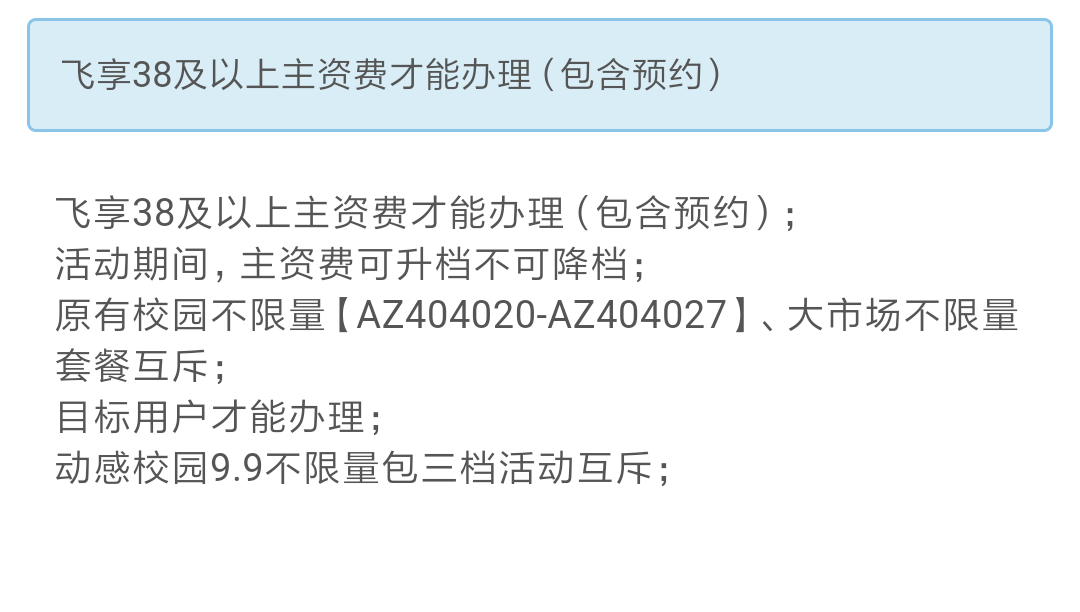 飞享38及以上主资费才能办理（包含预约）
飞享38及以上主资费才能办理（包含预约）；
活动期间，主资费可升档不可降档；
原有校园不限量【AZ404020-AZ404027】、大市场不限量
套餐互斥；
目标用户才能办理；
动感校园9.9不限量包三档活动互斥；